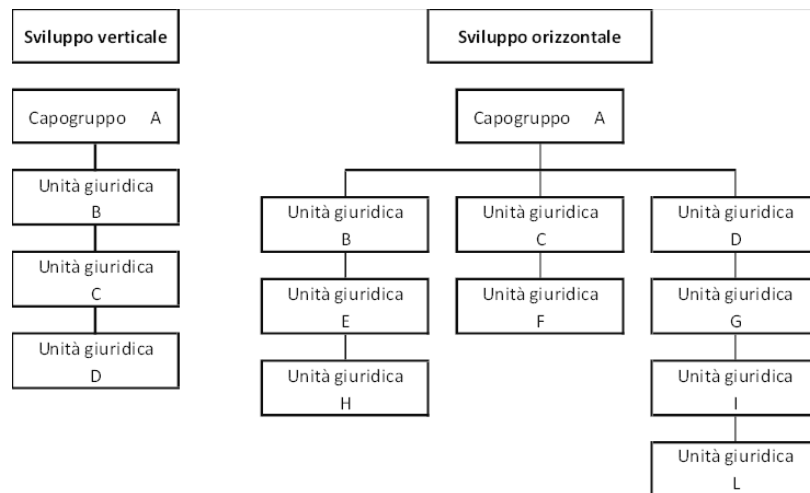 Sviluppo verticale
Sviluppo orizzontale
Capogruppo A
Unità giuridica
B
Unità giuridica
C
Unità giuridica
D
Capogruppo A
Unità giuridica
B
Unità giuridica
C
Unità giuridica
D
Unità giuridica
E
Unità giuridica
F
Unità giuridica
G
Unità giuridica
H
Unità giuridica
I
Unità giuridica
L